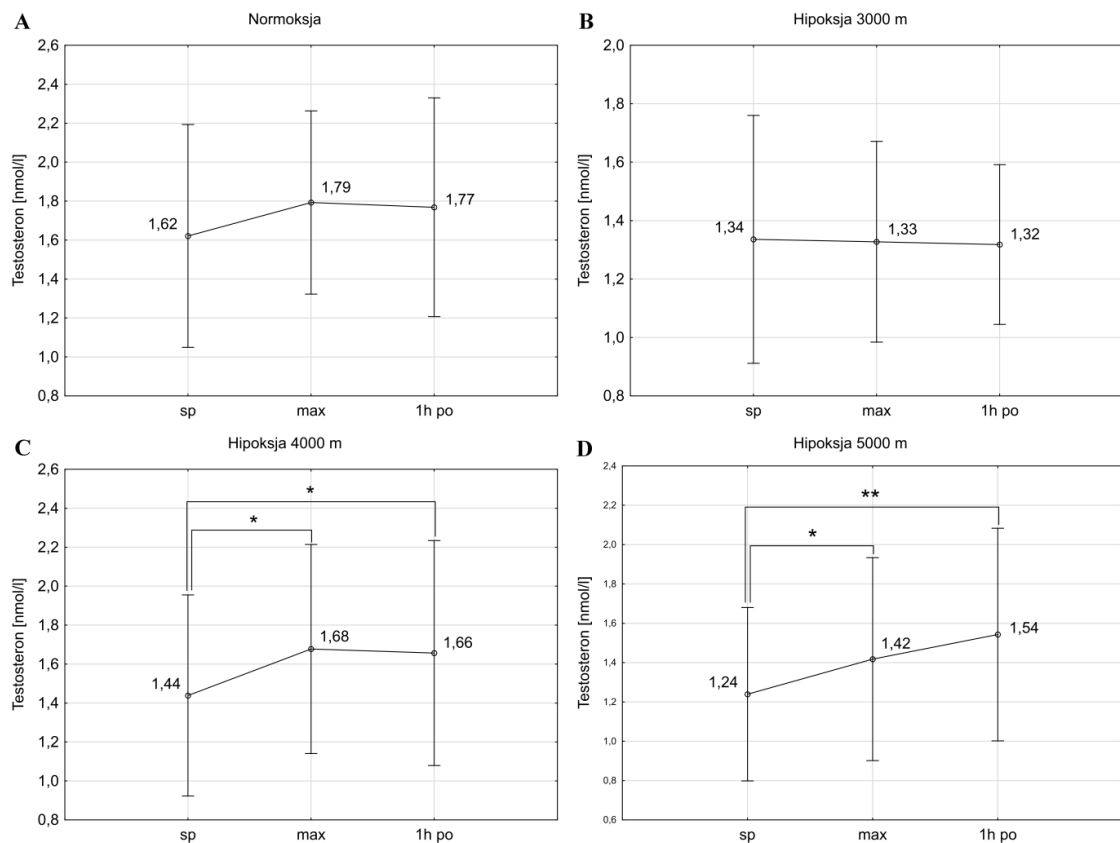 A
Normoksja
Testosteron [nmol/l]
2,6
2,4
2,2
2,0
1,8
1,6
1,4
1,2
1,0
0,8
1,62
1,79
1,77
sp
max
1h po
B
Hipoksja 3000 m
Testosteron [nmol/l]
2,0
1,8
1,6
1,4
1,2
1,0
0,8
1,34
1,33
1,32
sp
max
1h po
C
Hipoksja 4000 m
Testosteron [nmol/l]
2,6
2,4
2,2
2,0
1,8
1,6
1,4
1,2
1,0
0,8
*
*
1,44
1,68
1,66
sp
max
1h po
D
Hipoksja 5000 m
Testosteron [nmol/l]
2,4
2,2
2,0
1,8
1,6
1,4
1,2
1,0
0,8
0,6
**
*
1,24
1,42
1,54
sp
max
1h po